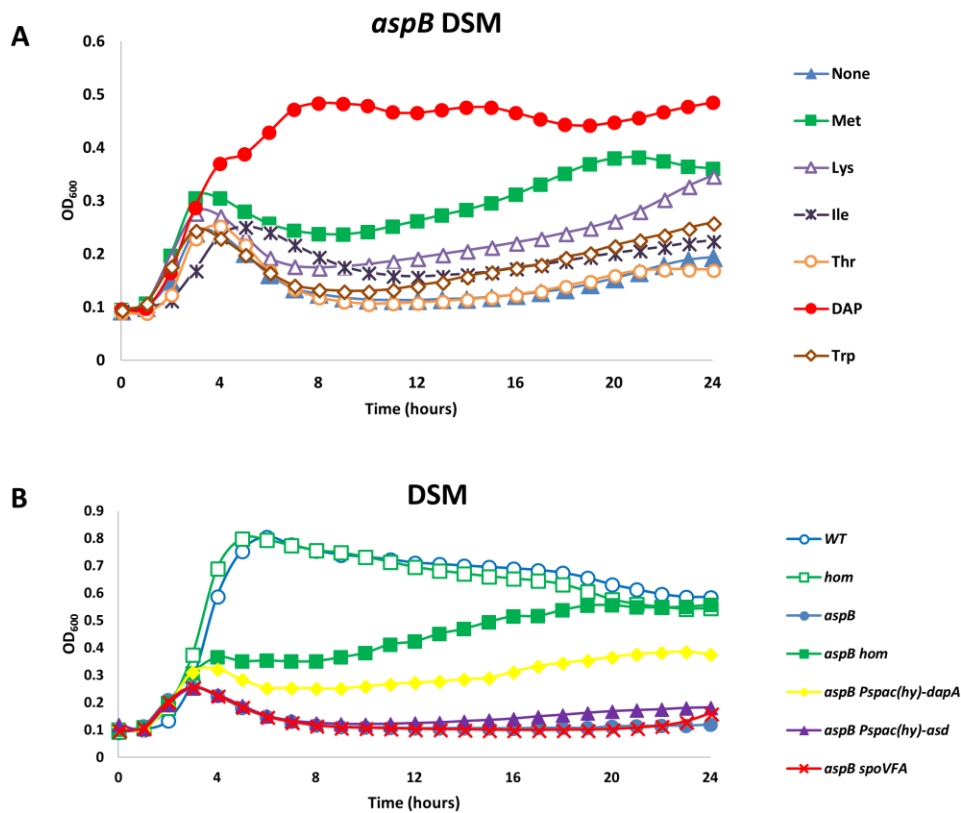 A
aspB DSM
OD600
0.6
0.5
0.4
0.3
0.2
0.1
0
0 4 8 12 16 20 24
Time (hours)
None
Met
Lys
Ile
Thr
DAP
Trp
B
DSM
OD600
0.9
0.8
0.7
0.6
0.5
0.4
0.3
0.2
0.1
0
0 4 8 12 16 20 24
Time (hours)
WT
hom
aspB
aspB hom
aspB Pspac(hy)-dapA
aspB Pspac(hy)-asd
aspB spoVFA